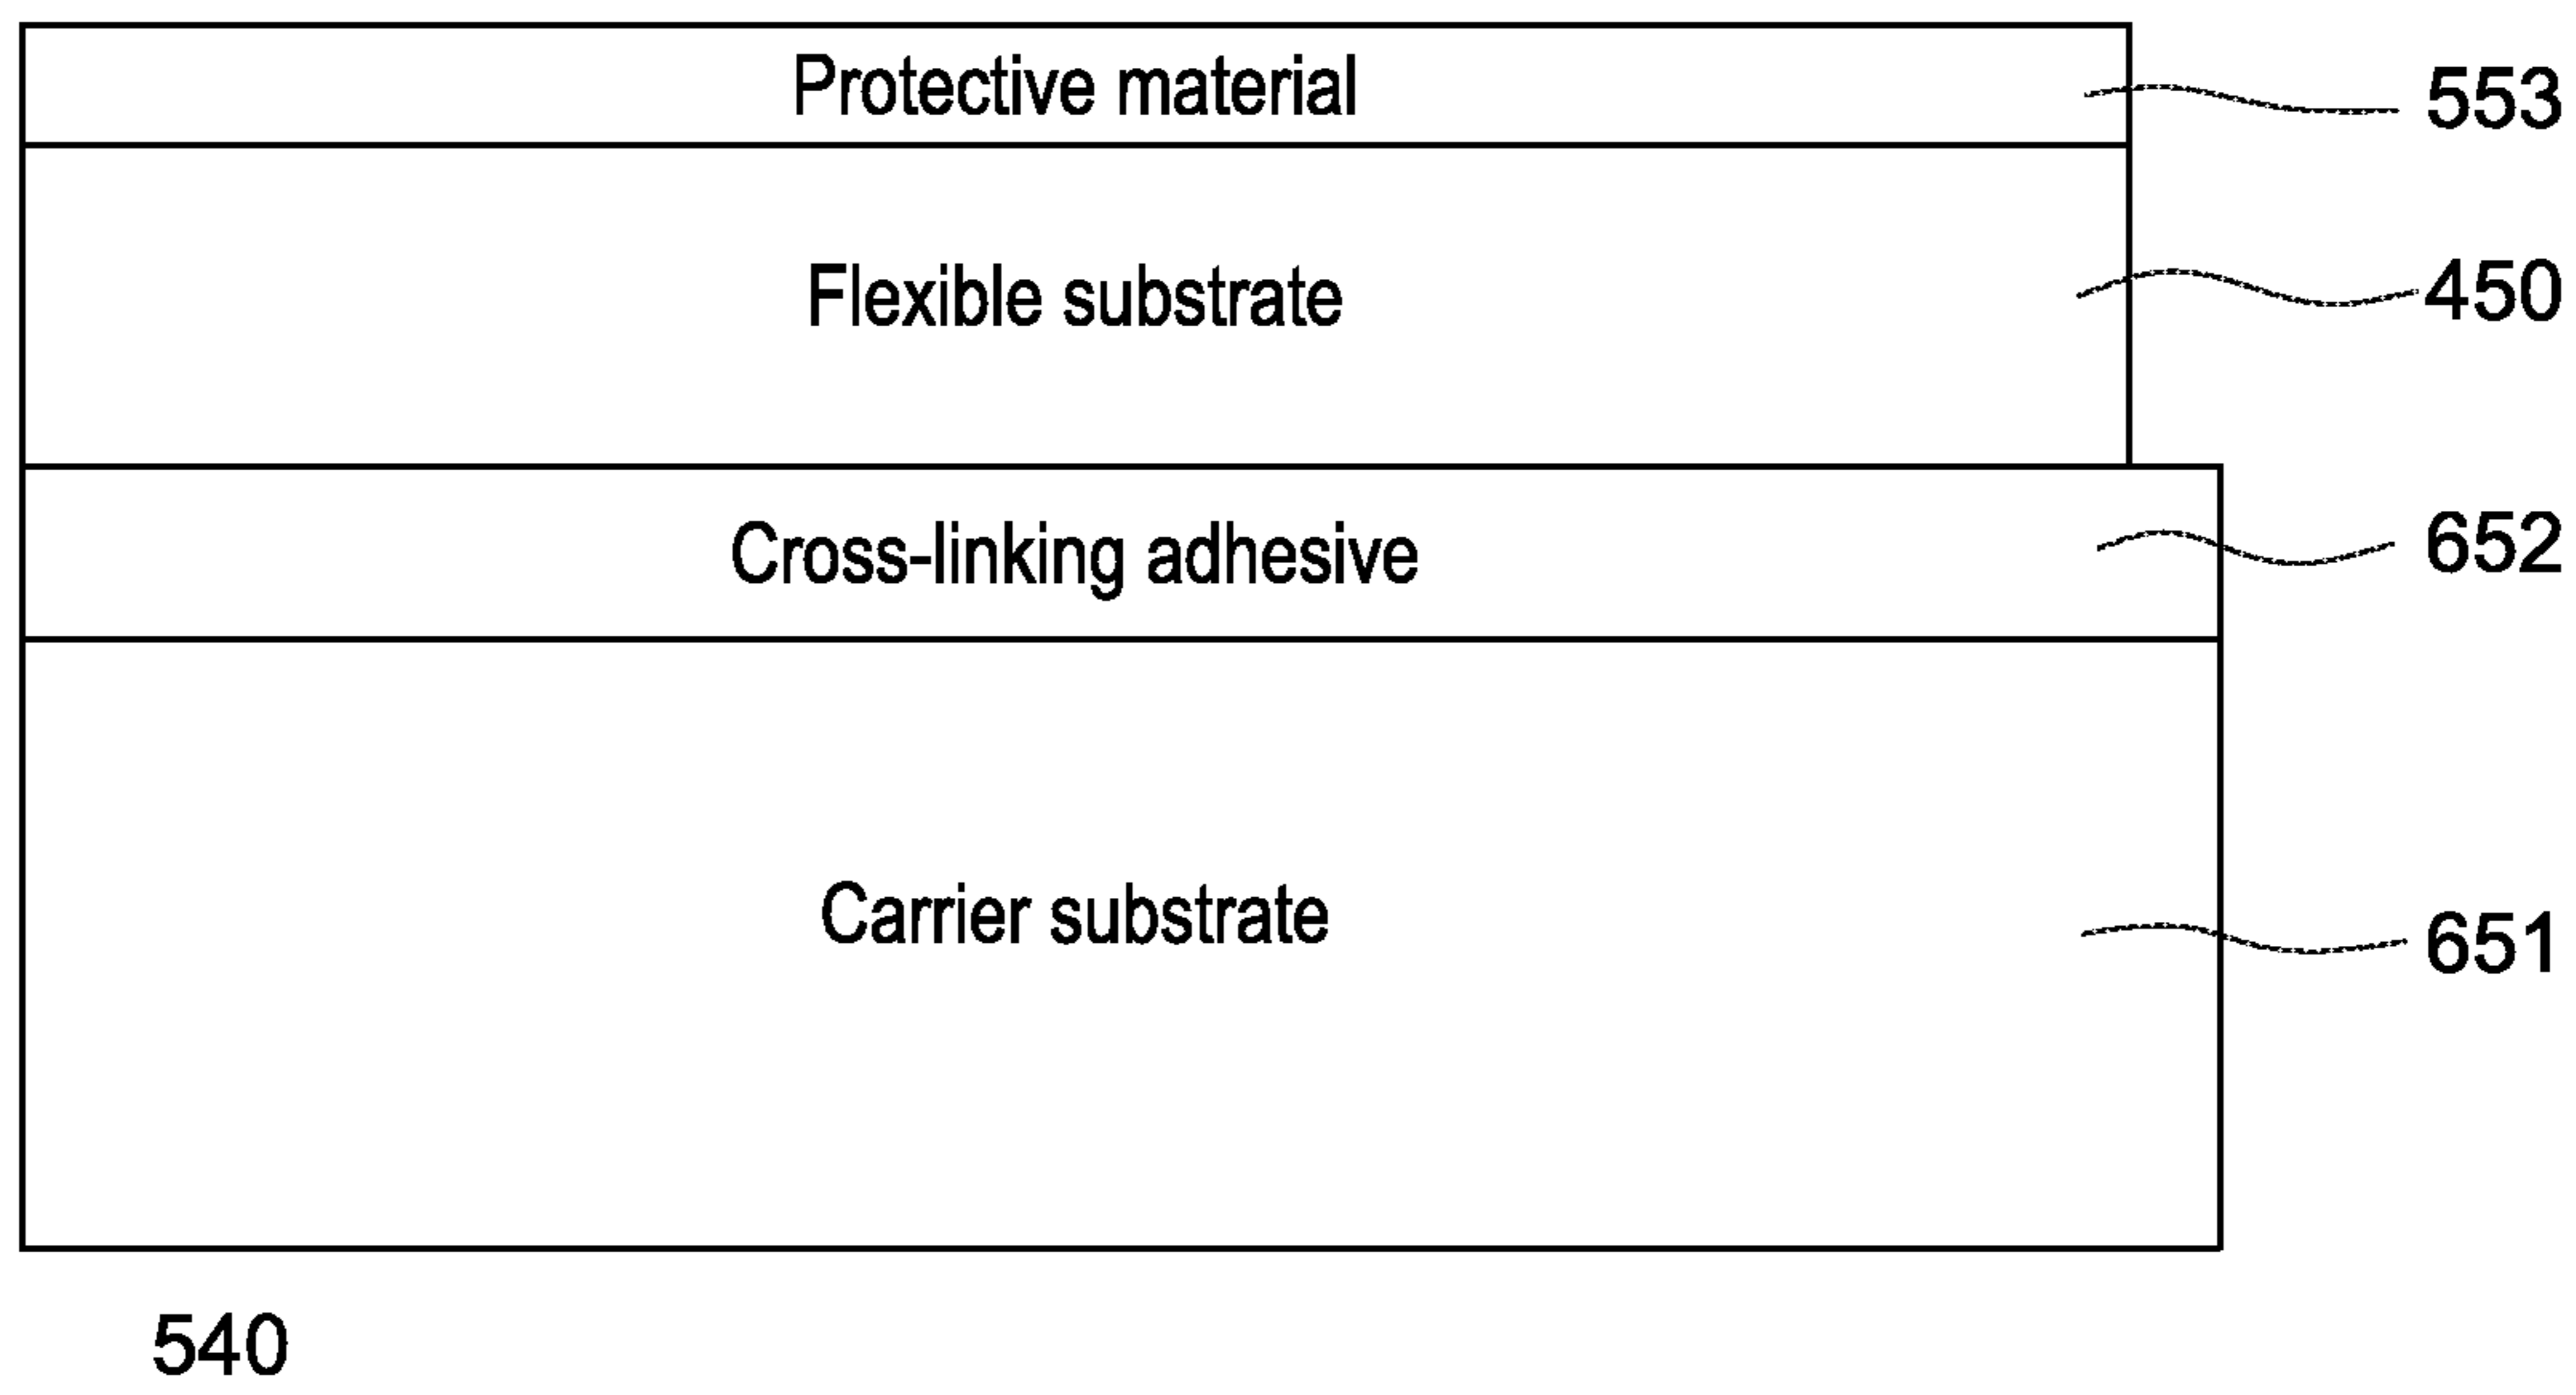 Protective material
553
Flexible substrate
450
Cross-linking adhesive
652
Carrier substrate
651
540